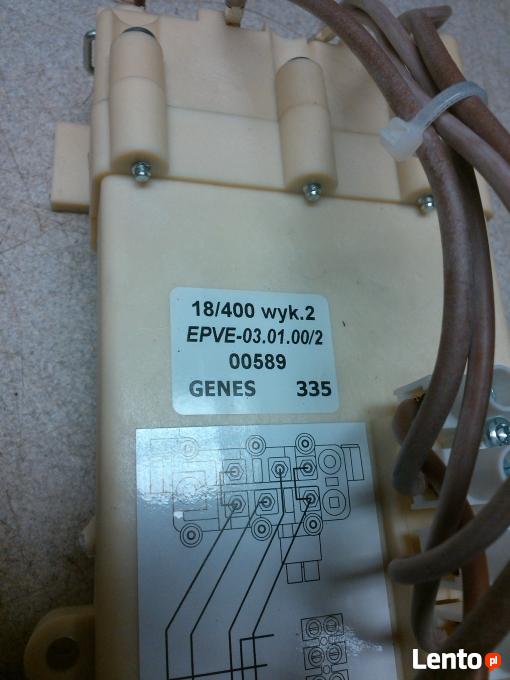 18/400 wyk.2
EPVE-03.01.00/2
00589
GENES 335
Lento.pl